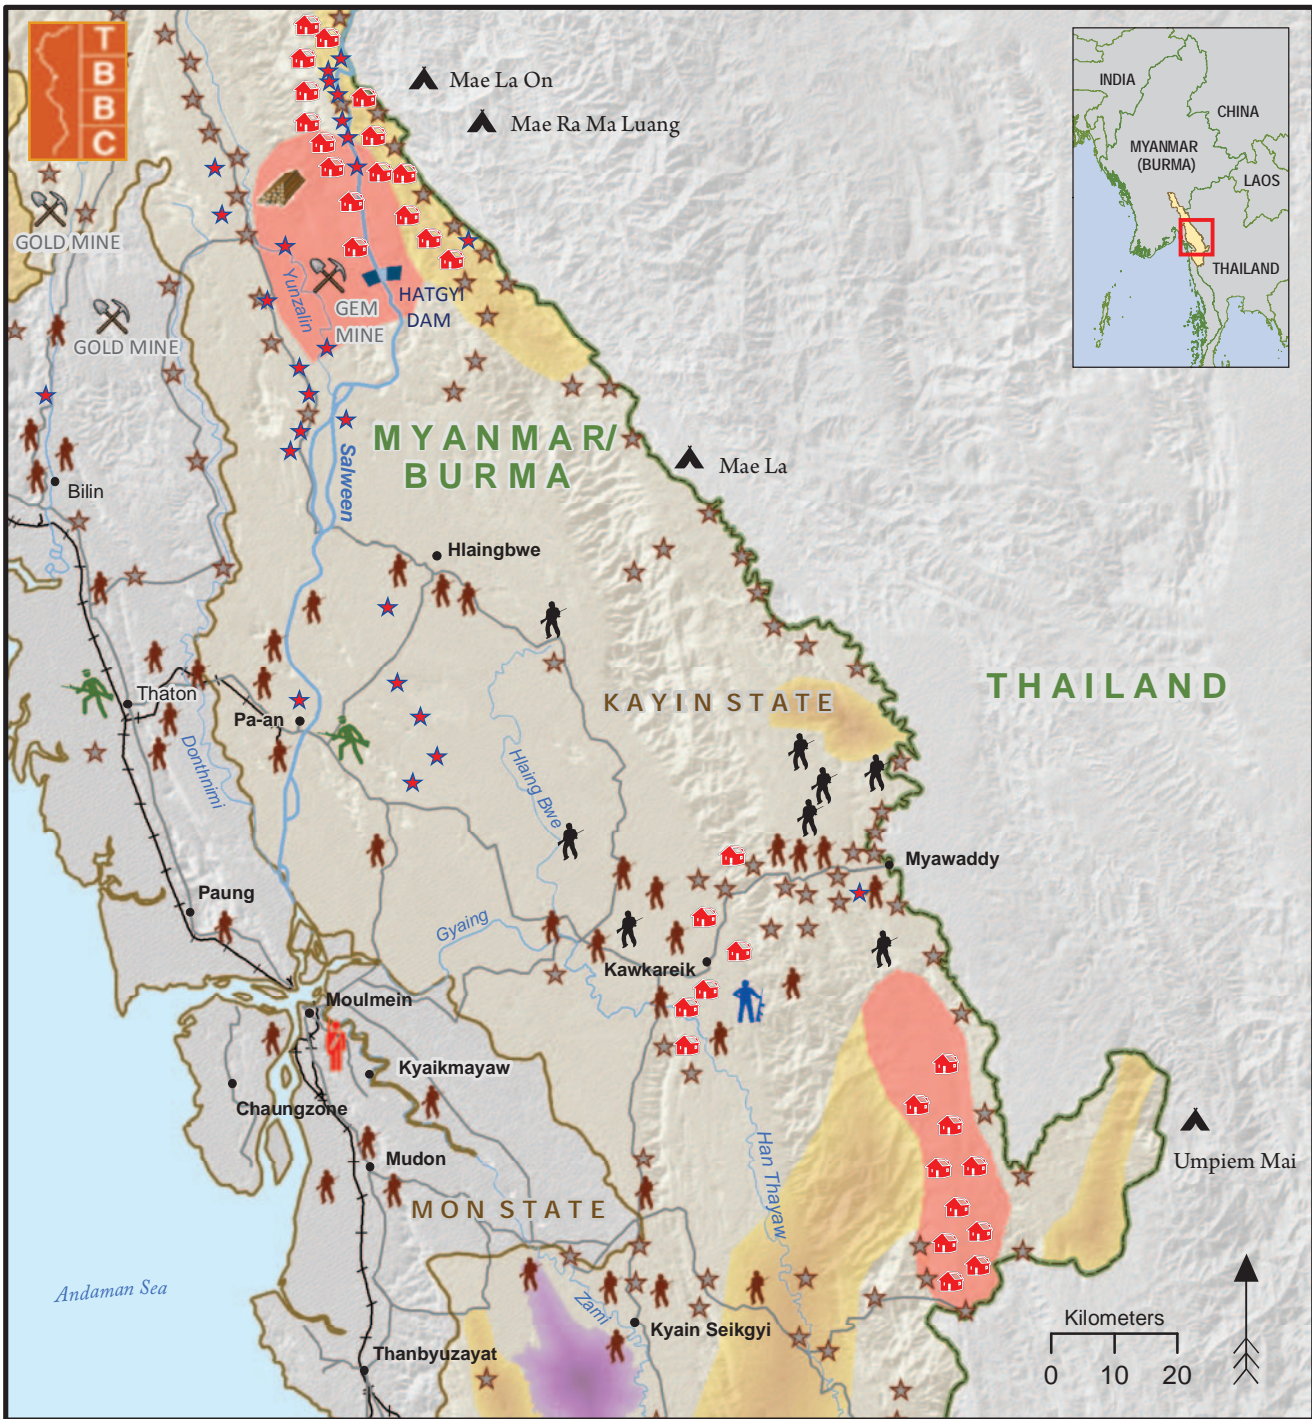 T
B
B
C
Mae La On
Mae Ra Ma Luang
INDIA
CHINA
MYANMAR
(BURMA)
LAOS
THAILAND
GOLD MINE
GOLD MINE
Yunzalin
GEM
MINE
HATGYI
DAM
MYANMAR/
BURMA
Salween
Mae La
Bilin
Hlaingbwe
THAILAND
KAYIN STATE
Thaton
Pa-an
Donthnimi
Hlaing Bwe
Myawaddy
Paung
Gyaing
Kawkareik
Moulmein
Kyaikmayaw
Chaungzone
Mudon
MON STATE
Han Thayaw
Umpiem Mai
Andaman Sea
Zami
Kyain Seikgyi
Thanbyuzayat
Kilometers
0 10 20